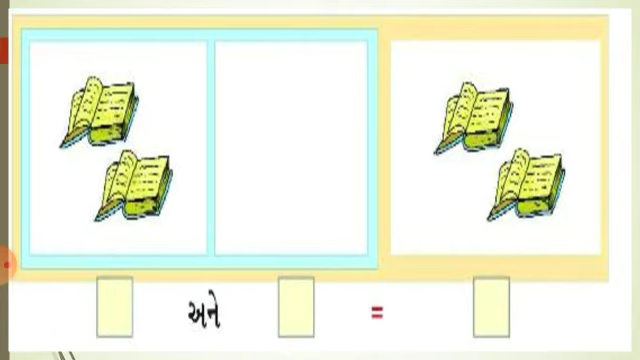 અને =